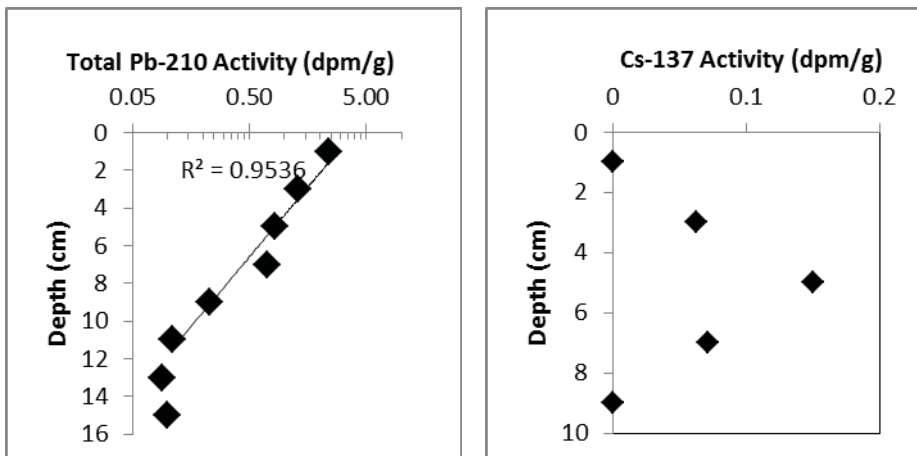 Total Pb-210 Activity (dpm/g)
0.05 0.50 5.00
0
2
4
6
8
10
12
14
16
Depth (cm)
R² = 0.9536
Cs-137 Activity (dpm/g)
0 0.1 0.2
0
2
4
6
8
10
Depth (cm)